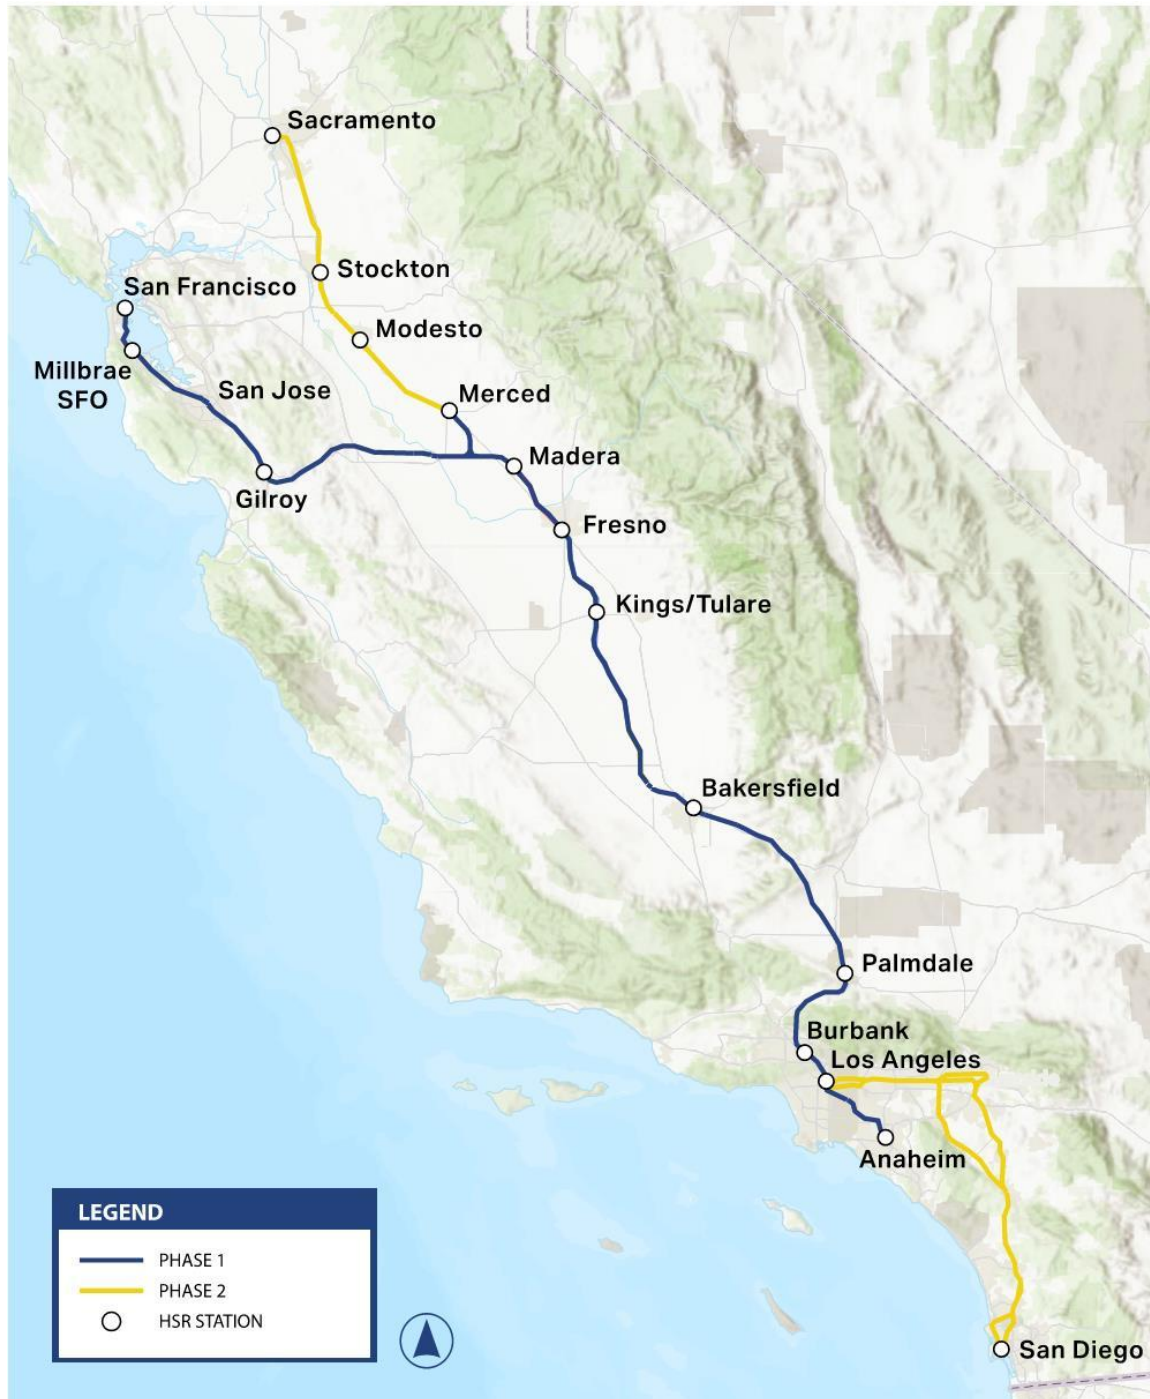 Sacramento
Stockton
San Francisco
Modesto
Millbrae
SFO
San Jose
Merced
Madera
Gilroy
Fresno
Kings/Tulare
Bakersfield
Palmdale
Burbank
Los Angeles
Anaheim
San Diego
LEGEND
PHASE 1
PHASE 2
HSR STATION